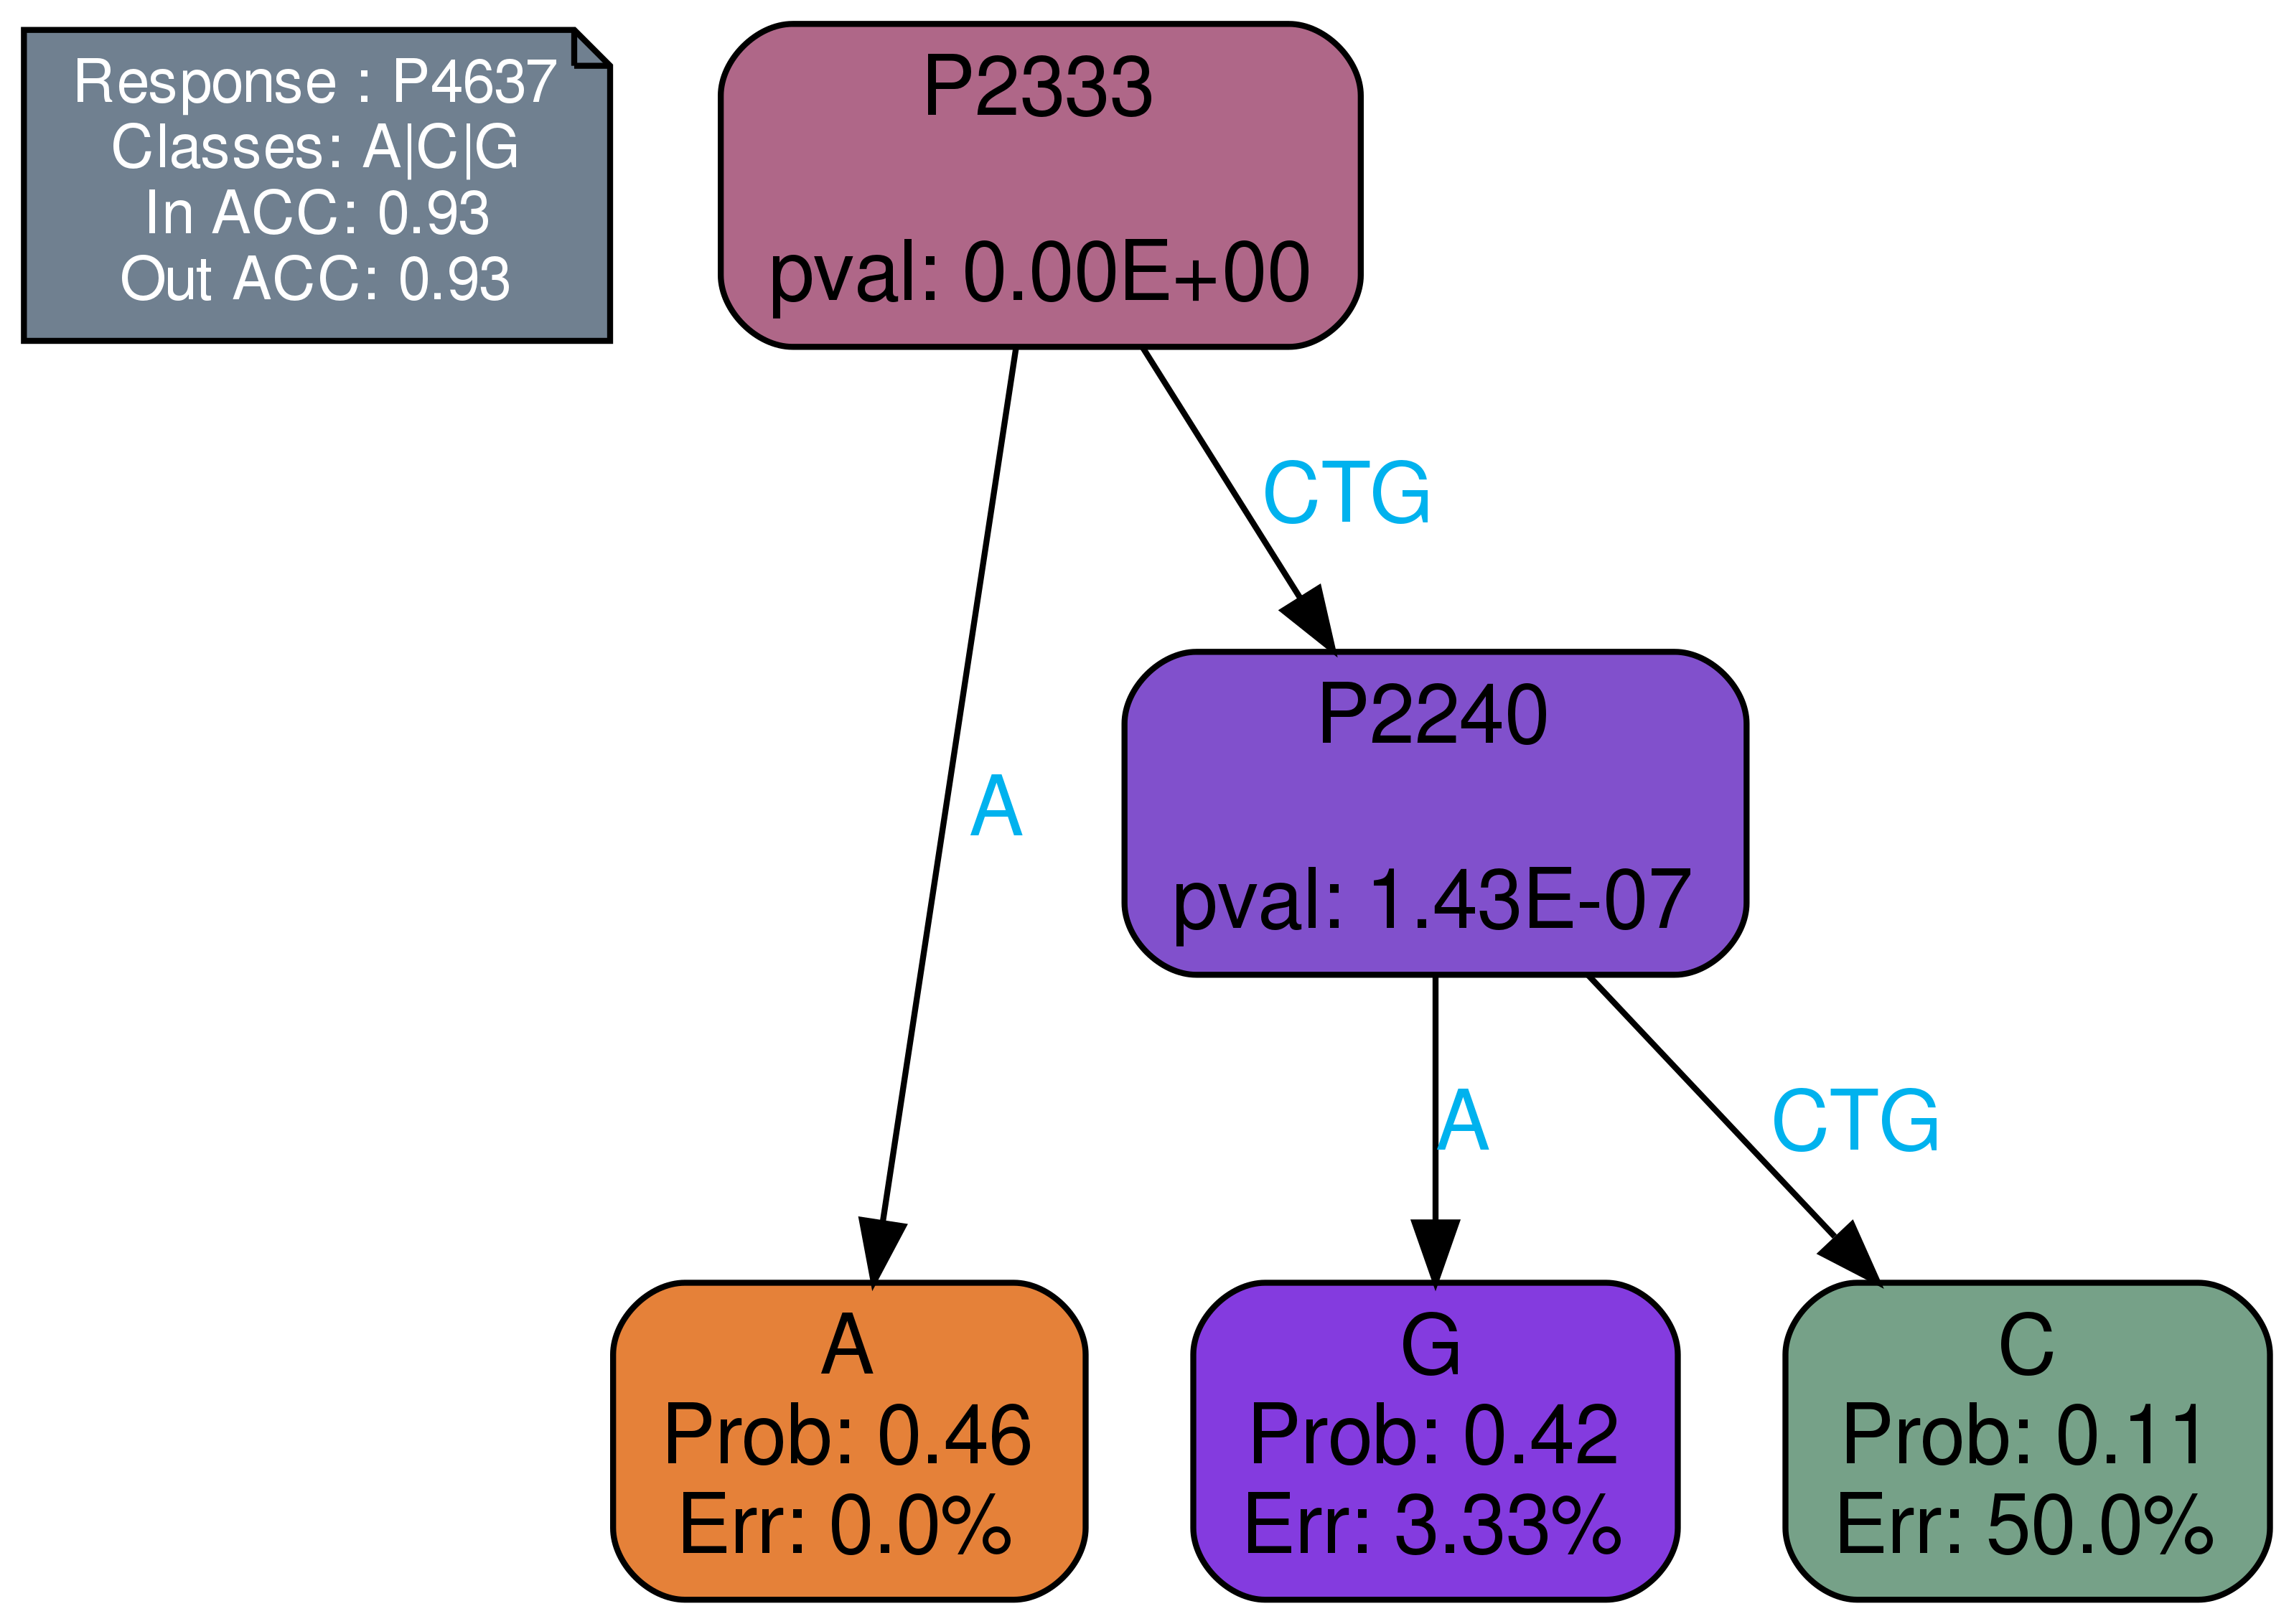 Response : P4637
Classes: A|C|G
In ACC: 0.93
Out ACC: 0.93
P2333
pval: 0.00E+00
CTG
A
P2240
pval: 1.43E-07
A
CTG
A
Prob: 0.46
Err: 0.0%
G
Prob: 0.42
Err: 3.33%
C
Prob: 0.11
Err: 50.0%